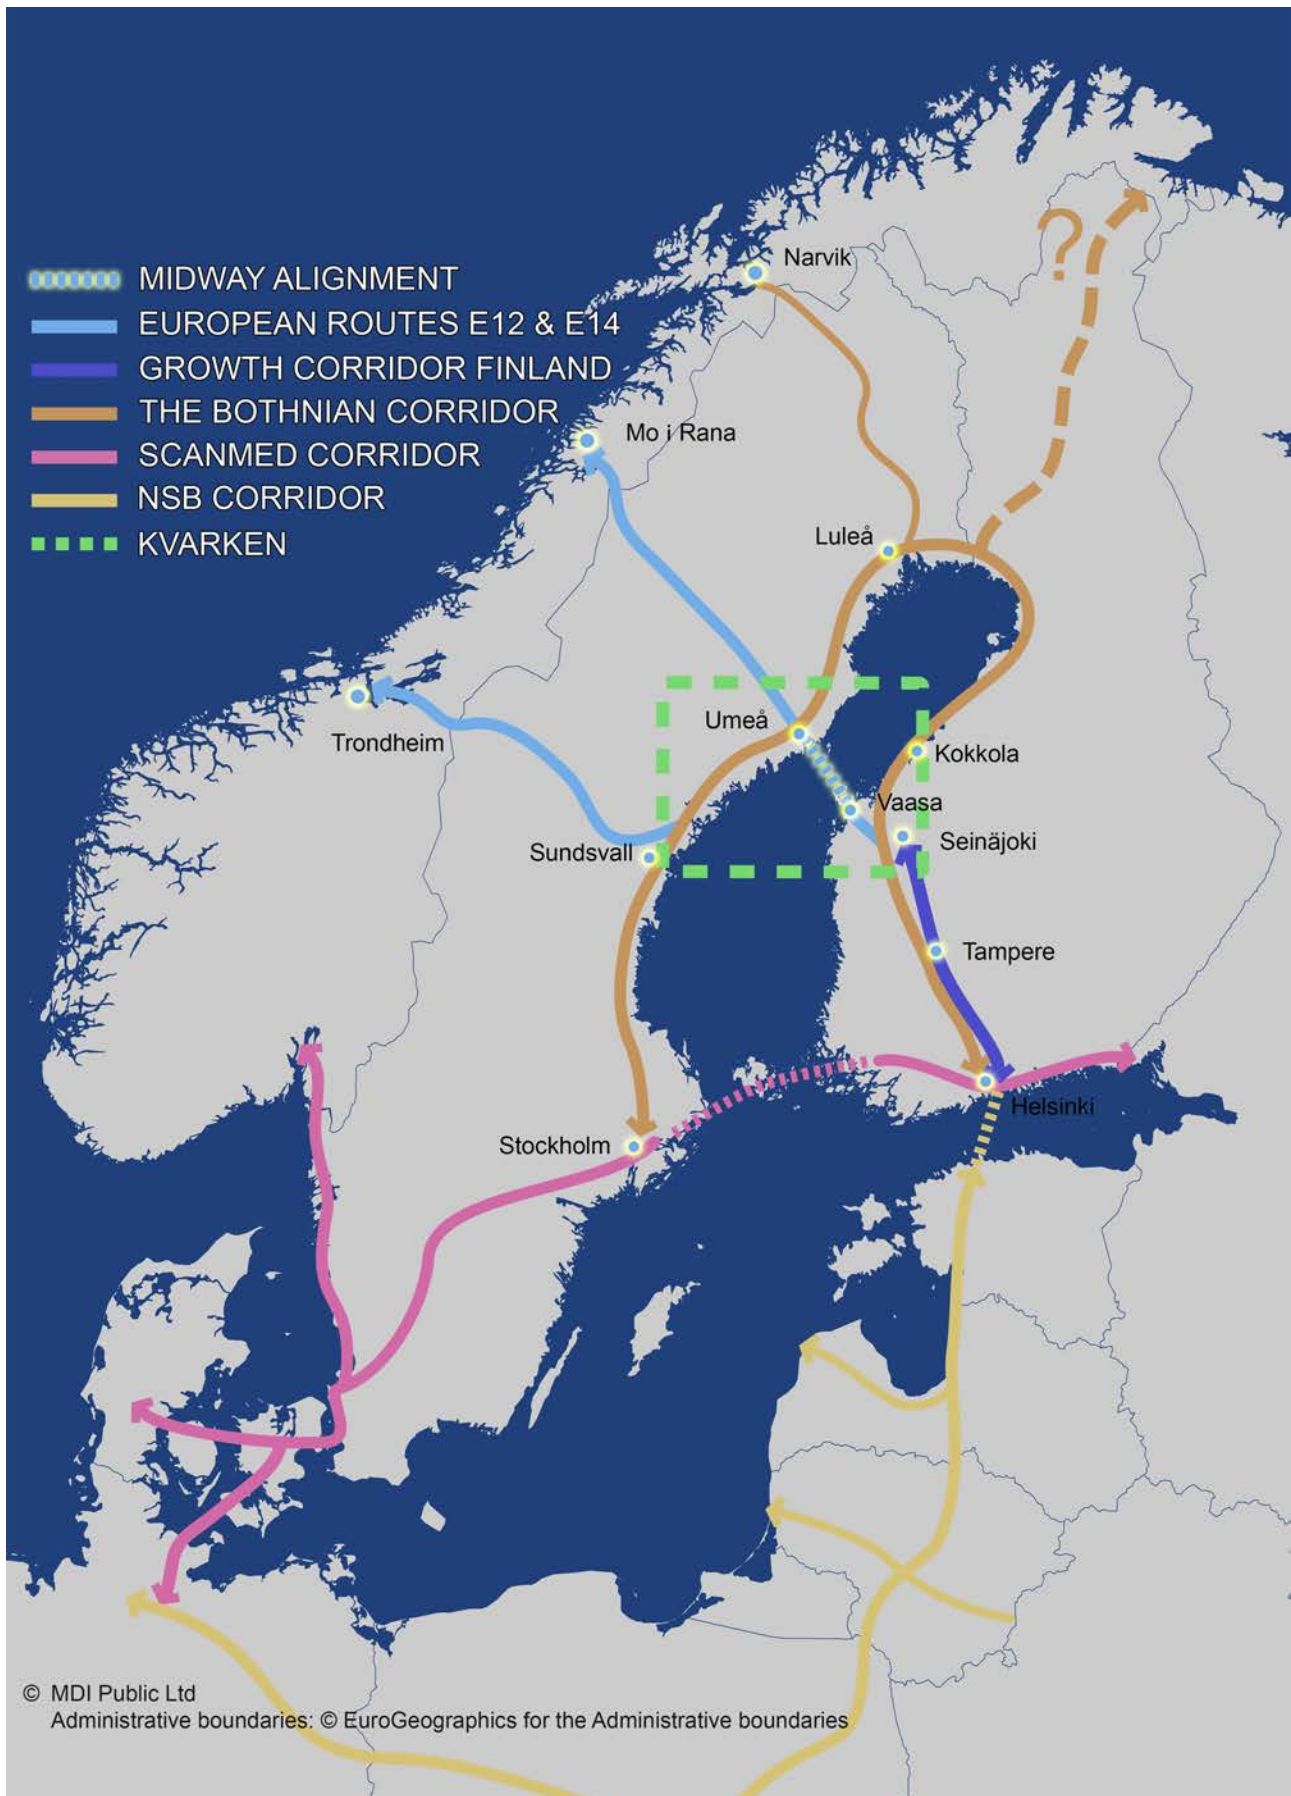 Narvik
MIDWAY ALIGNMENT
EUROPEAN ROUTES E12 & E14
GROWTH CORRIDOR FINLAND
THE BOTHNIAN CORRIDOR
SCANMED CORRIDOR
NSB CORRIDOR
KVARKEN
?
Mo i Rana
Luleå
Umeå
Trondheim
Kokkola
Vaasa
Seinäjoki
Sundsvall
Tampere
Helsinki
Stockholm
© MDI Public Ltd
Administrative boundaries: © EuroGeographics for the Administrative boundaries